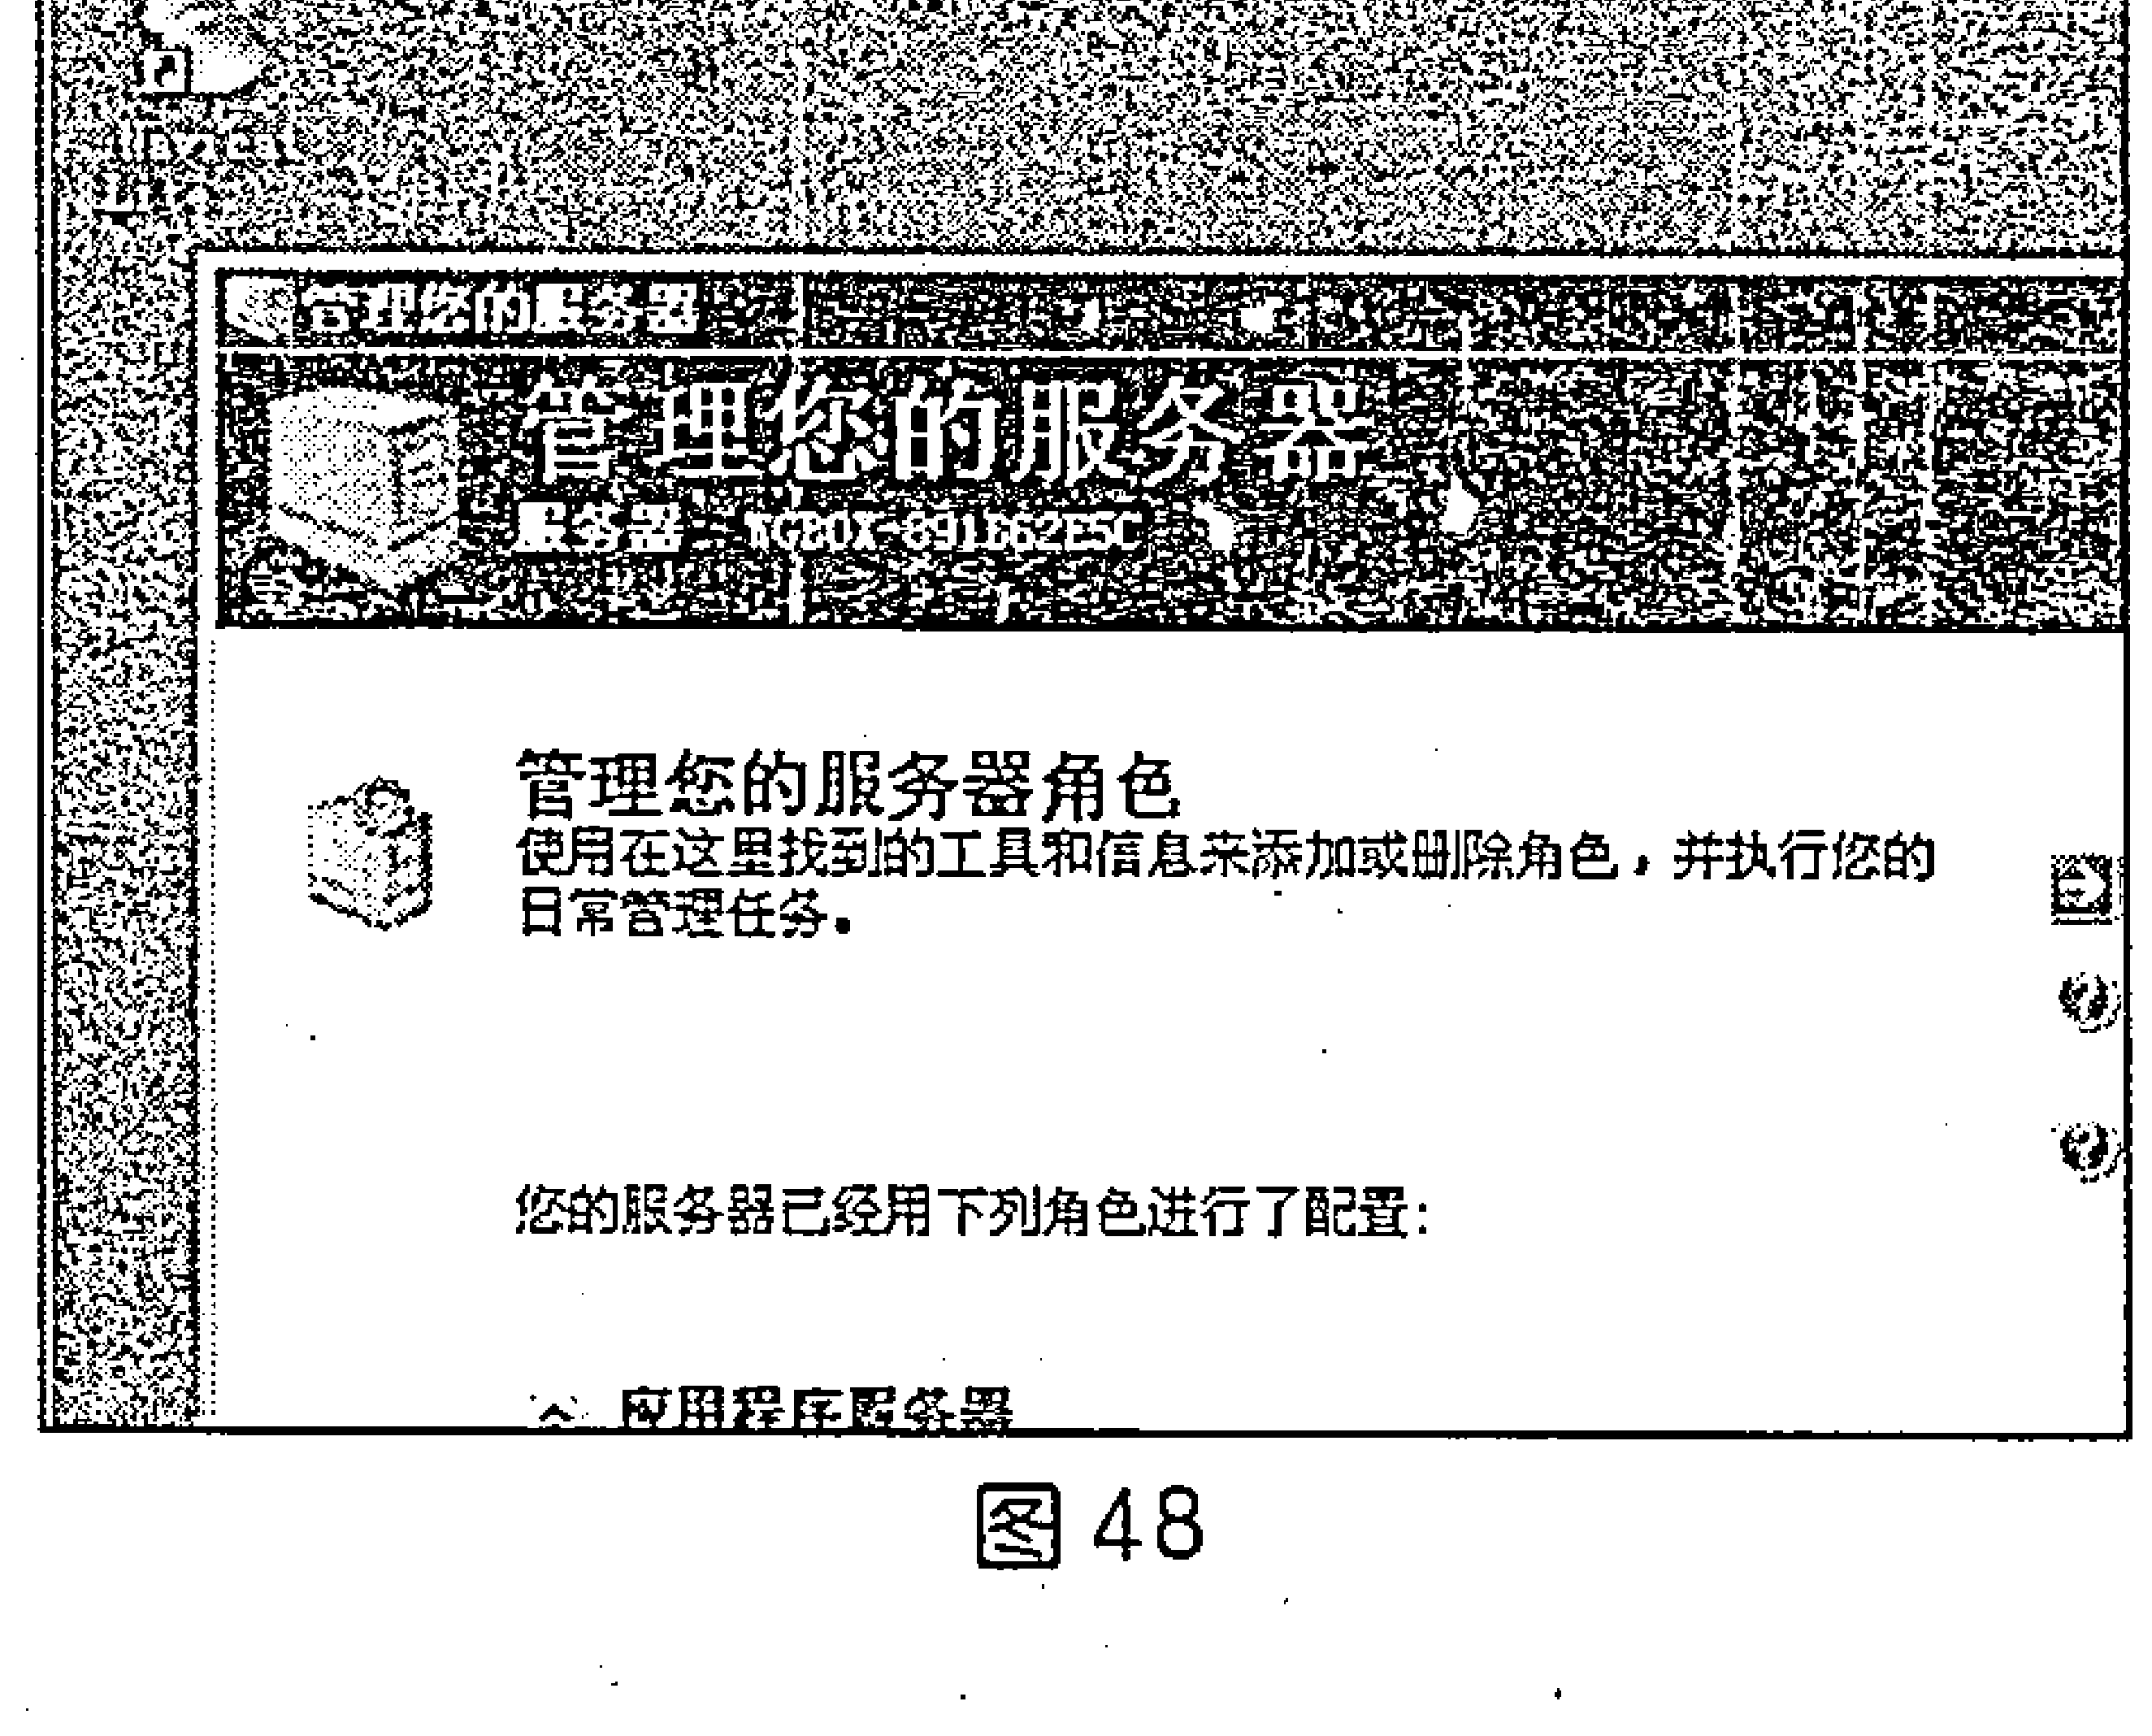 管理您的服务器
管理您的服务器
服务器
管理您的服务器角色
使用在这里找到的工具和信息来添加或删除角色，并执行您的
日常管理任务。
您的服务器已经用下列角色进行了配置：
应用程序服务器
图 48